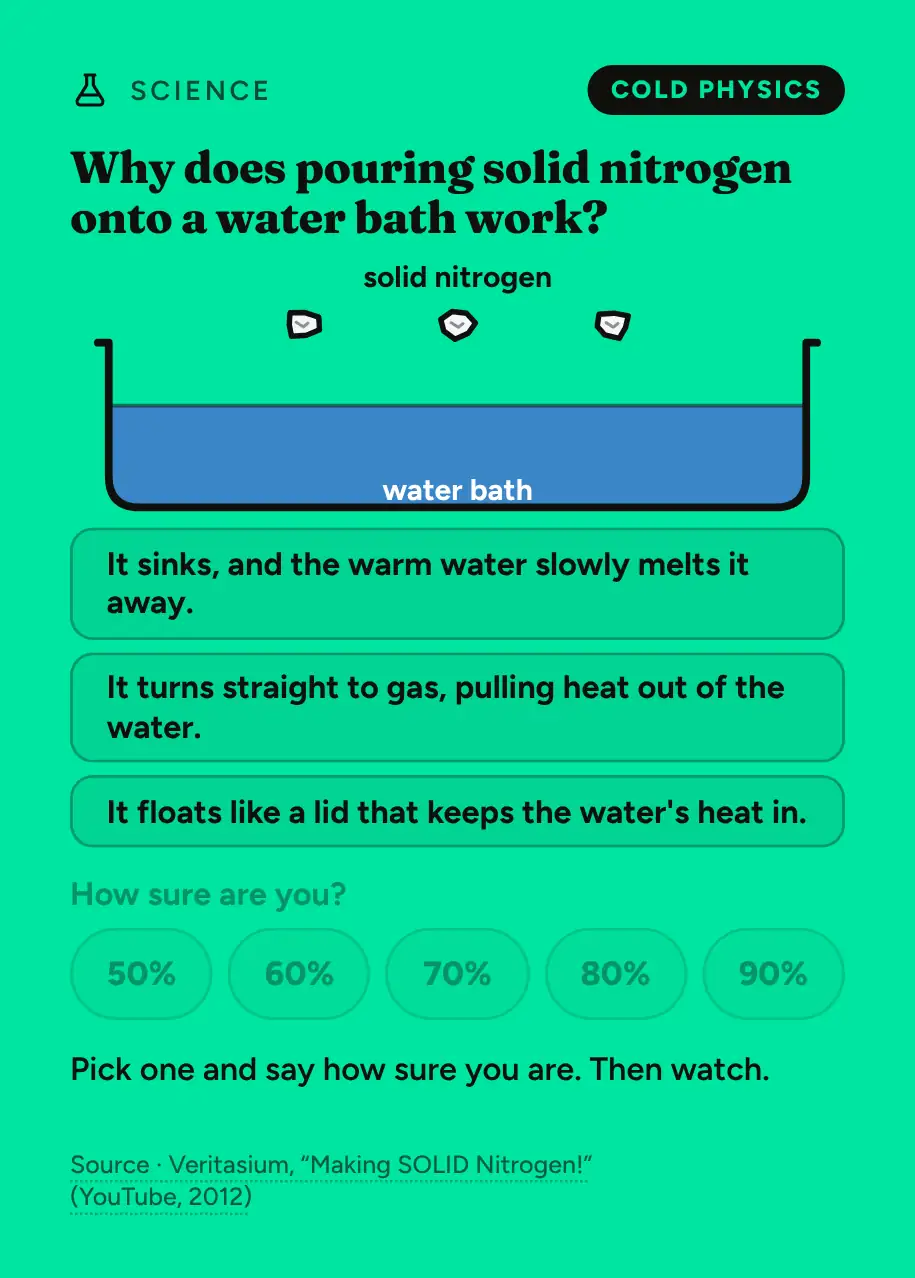 SCIENCE
COLD PHYSICS
Why does pouring solid nitrogen
onto a water bath work?
solid nitrogen
water bath
It sinks, and the warm water slowly melts it
away.
It turns straight to gas, pulling heat out of the
water.
It floats like a lid that keeps the water's heat in.
How sure are you?
50%
60%
70%
80%
90%
Pick one and say how sure you are. Then watch.
Source · Veritasium, “Making SOLID Nitrogen!”
(YouTube, 2012)